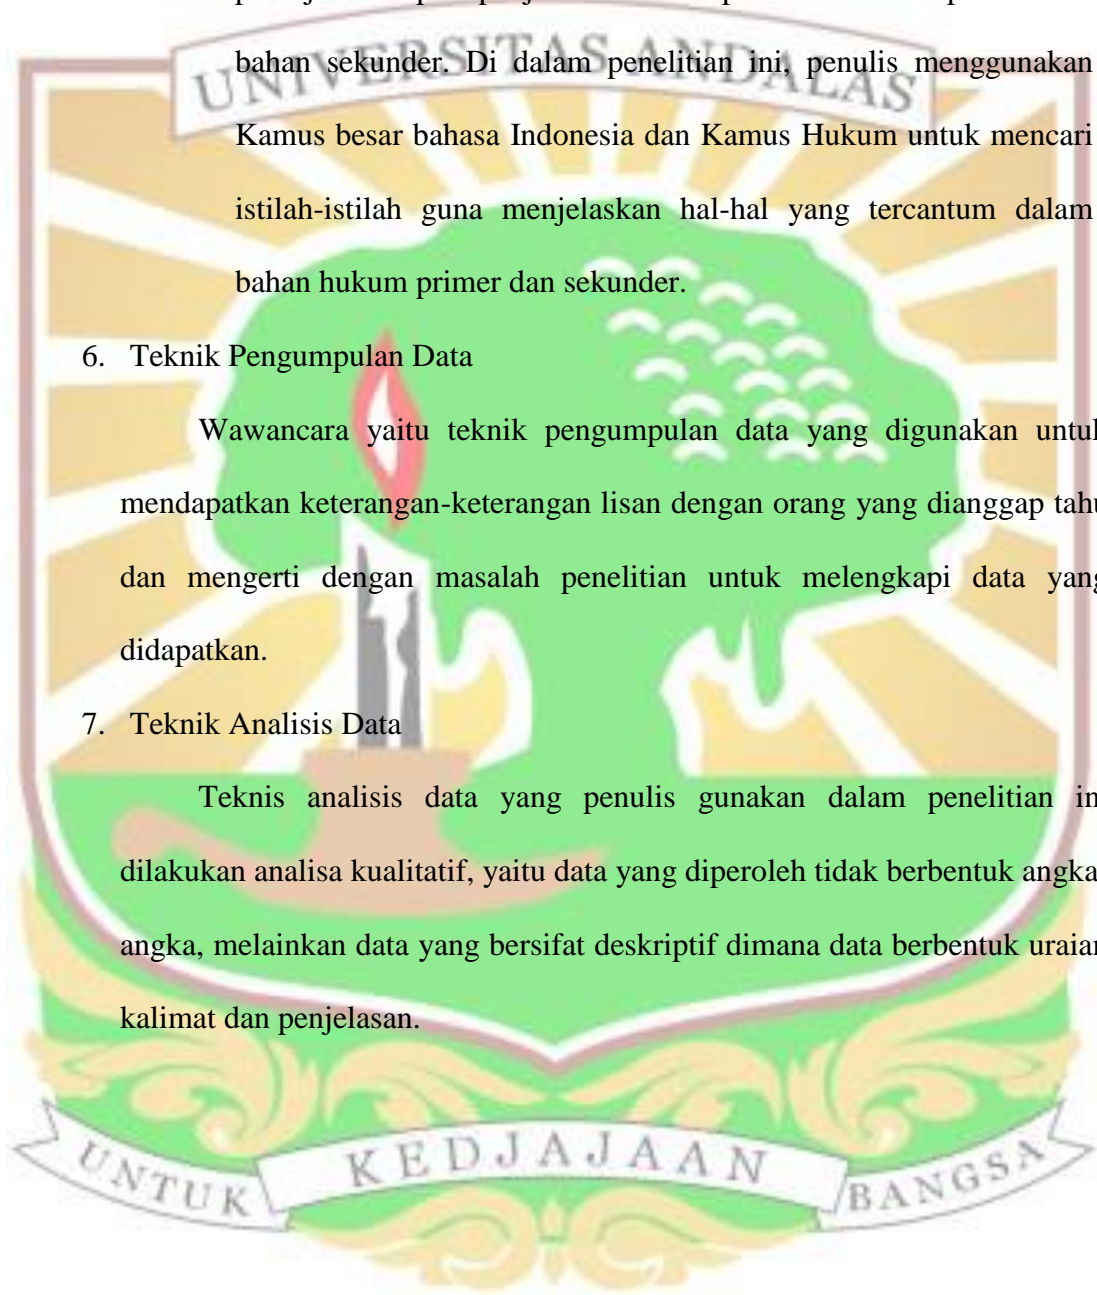 UNIVERSITAS ANDALAS
bahan sekunder. Di dalam penelitian ini, penulis menggunakan
Kamus besar bahasa Indonesia dan Kamus Hukum untuk mencari
istilah-istilah guna menjelaskan hal-hal yang tercantum dalam
bahan hukum primer dan sekunder.
6. Teknik Pengumpulan Data
Wawancara yaitu teknik pengumpulan data yang digunakan untuk
mendapatkan keterangan-keterangan lisan dengan orang yang dianggap tahu
dan mengerti dengan masalah penelitian untuk melengkapi data yang
didapatkan.
7. Teknik Analisis Data
Teknis analisis data yang penulis gunakan dalam penelitian in
dilakukan analisa kualitatif, yaitu data yang diperoleh tidak berbentuk angka
angka, melainkan data yang bersifat deskriptif dimana data berbentuk uraian
kalimat dan penjelasan.
UNTUK KEDJAJAAN BANGSA